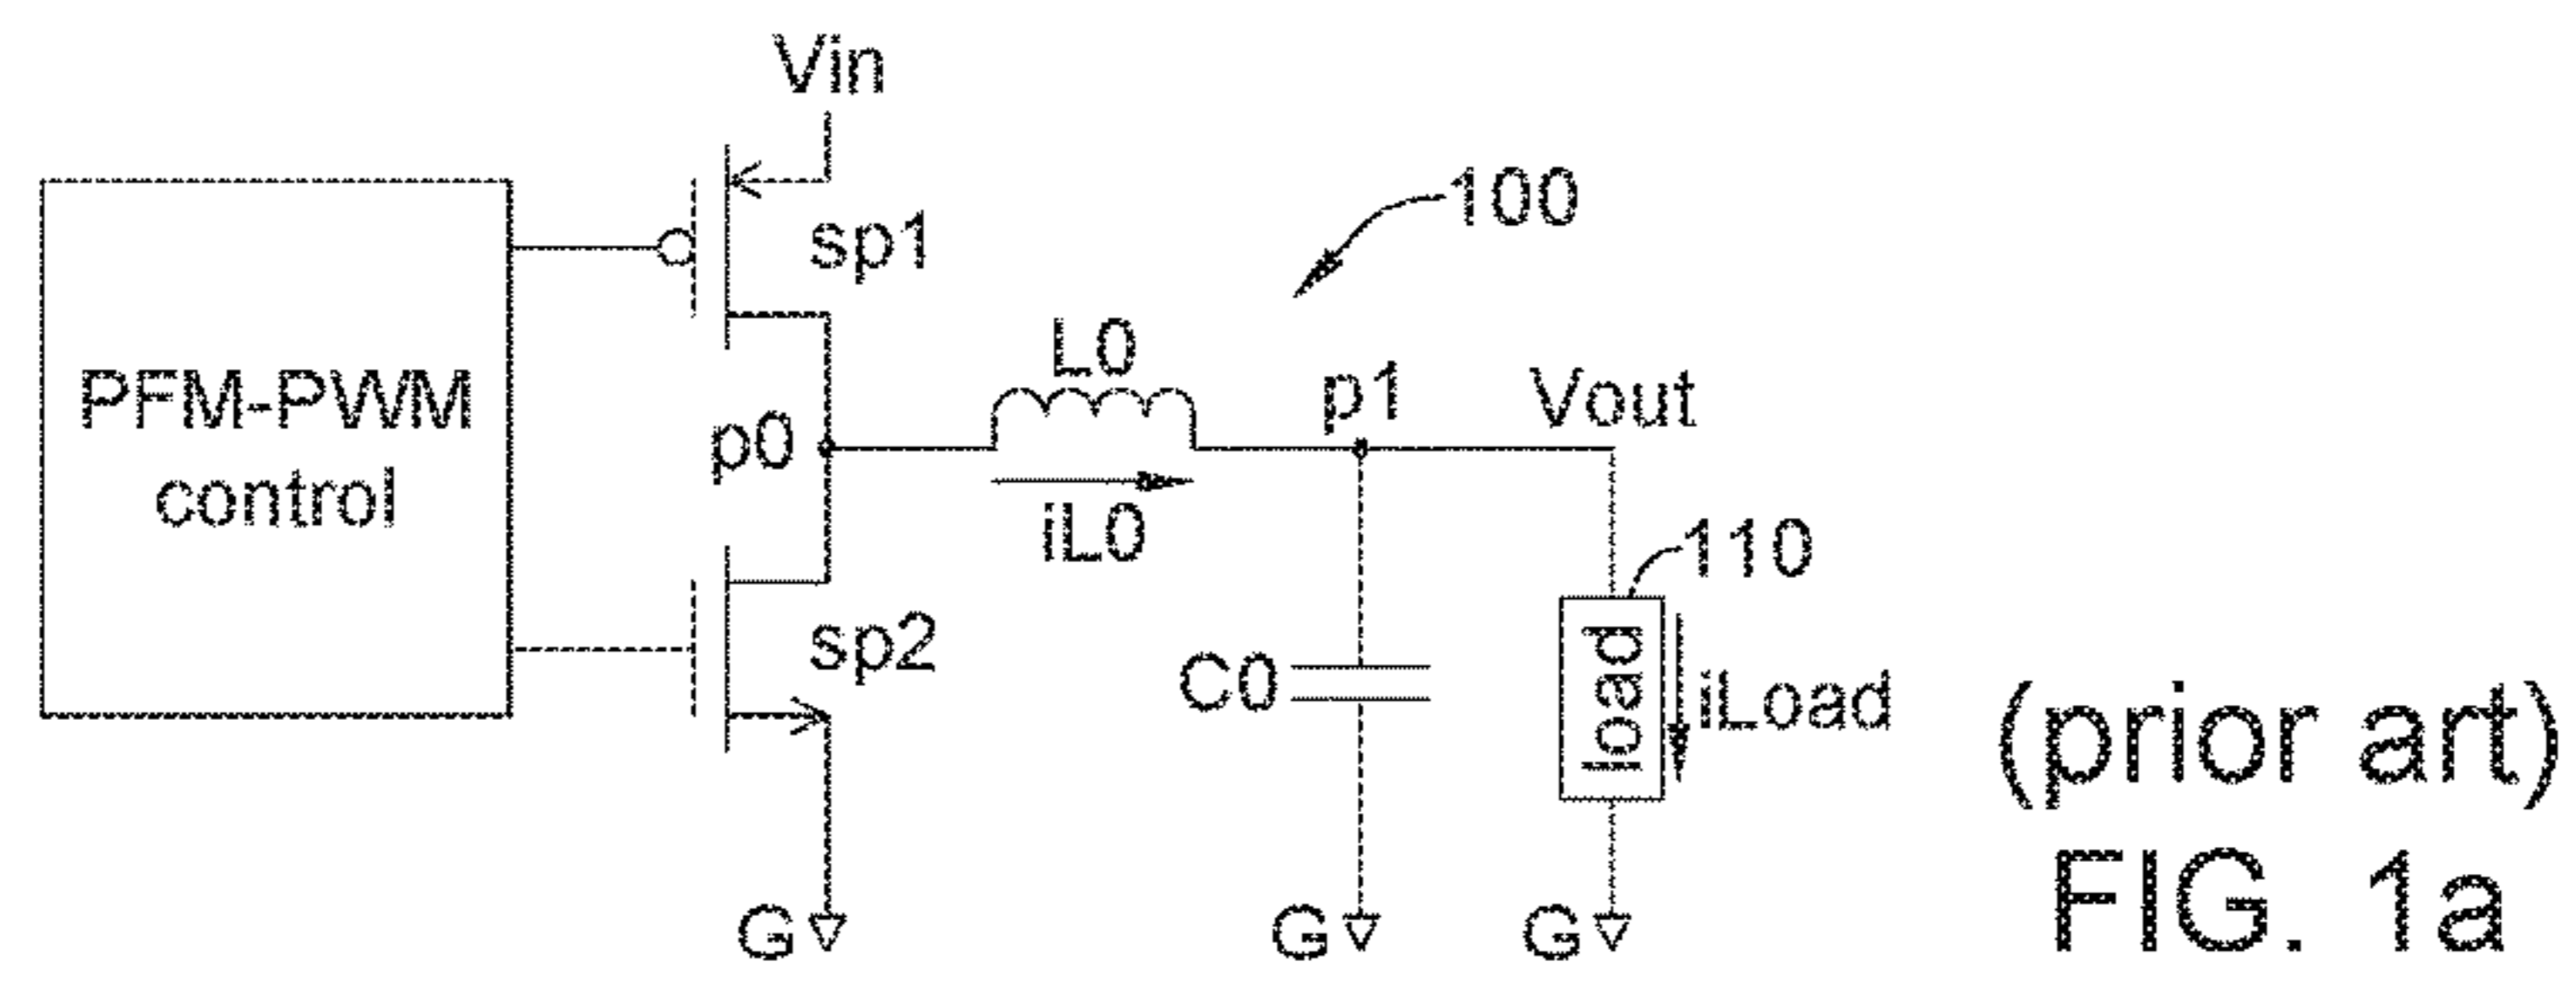 Vin
100
sp1
L0
PFM-PWM
control
p0
p1
Vout
iL0
110
sp2
C0
load
iLoad
G
G
G
(prior art)
FIG. 1a